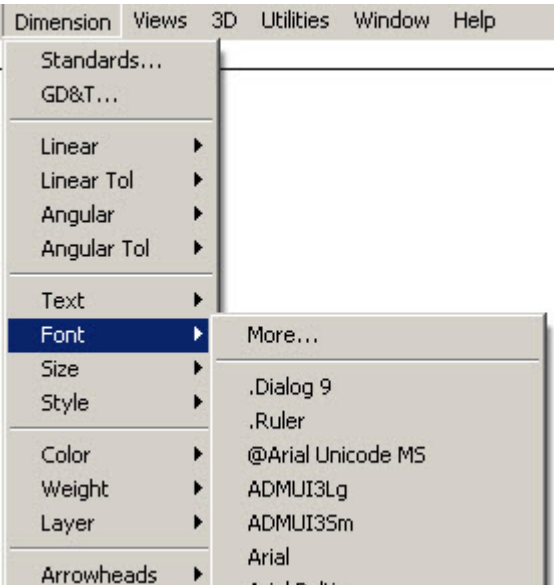 Dimension Views 3D Utilities Window Help
Standards...
GD&T...
Linear
Linear Tol
Angular
Angular Tol
Text
Font
Size
Style
Color
Weight
Layer
Arrowheads
More...
.Dialog 9
.Ruler
@Arial Unicode MS
ADMUI3Lg
ADMUI3Sm
Arial